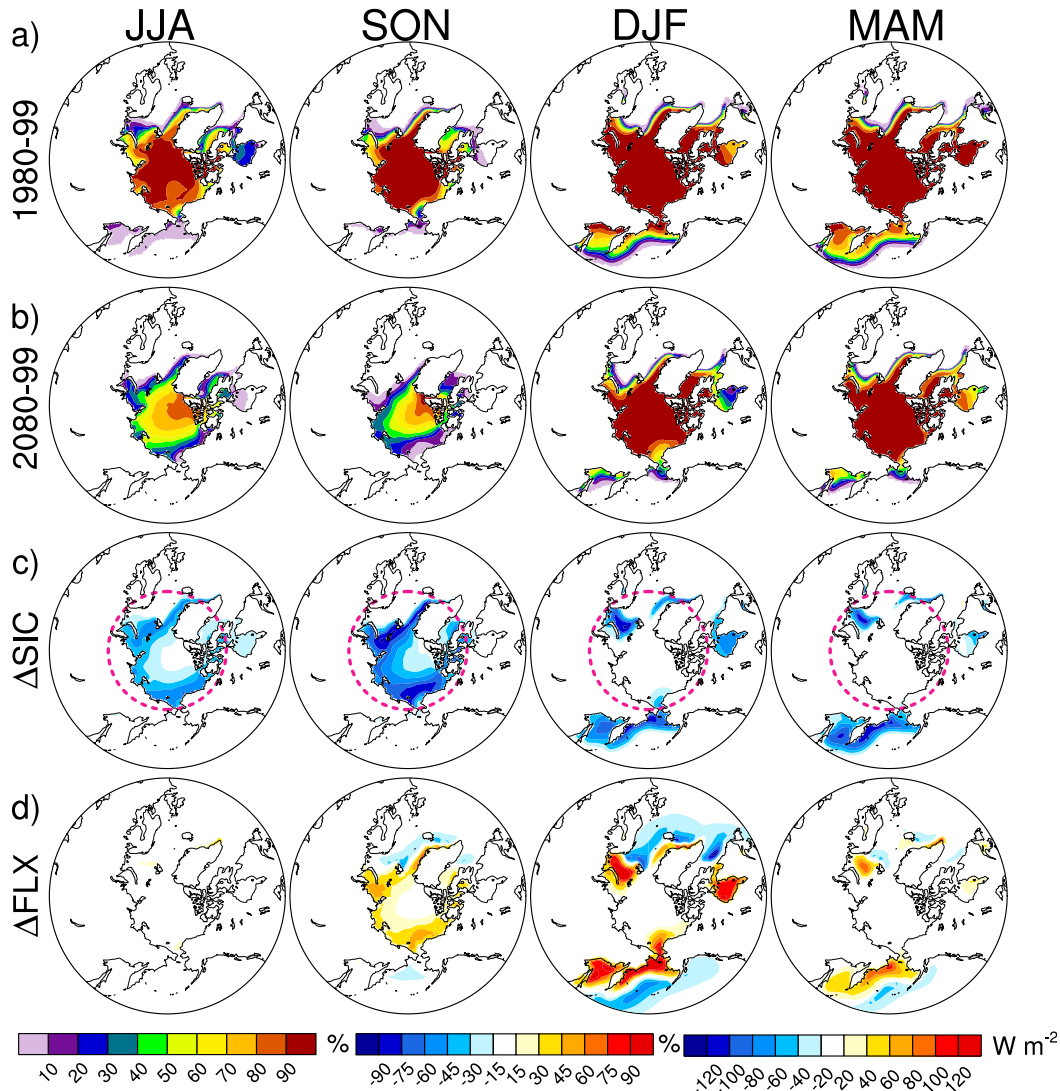 JJA SON DJF MAM
a)
1980-99
b)
2080-99
c)
ΔSIC
d)
ΔFLX
% % W m-2
10 20 30 40 50 60 70 80 90
-90 -75 -60 -45 -30 -15 15 30 45 60 75 90
-120 -100 -80 -60 -40 -20 20 40 60 80 100 120